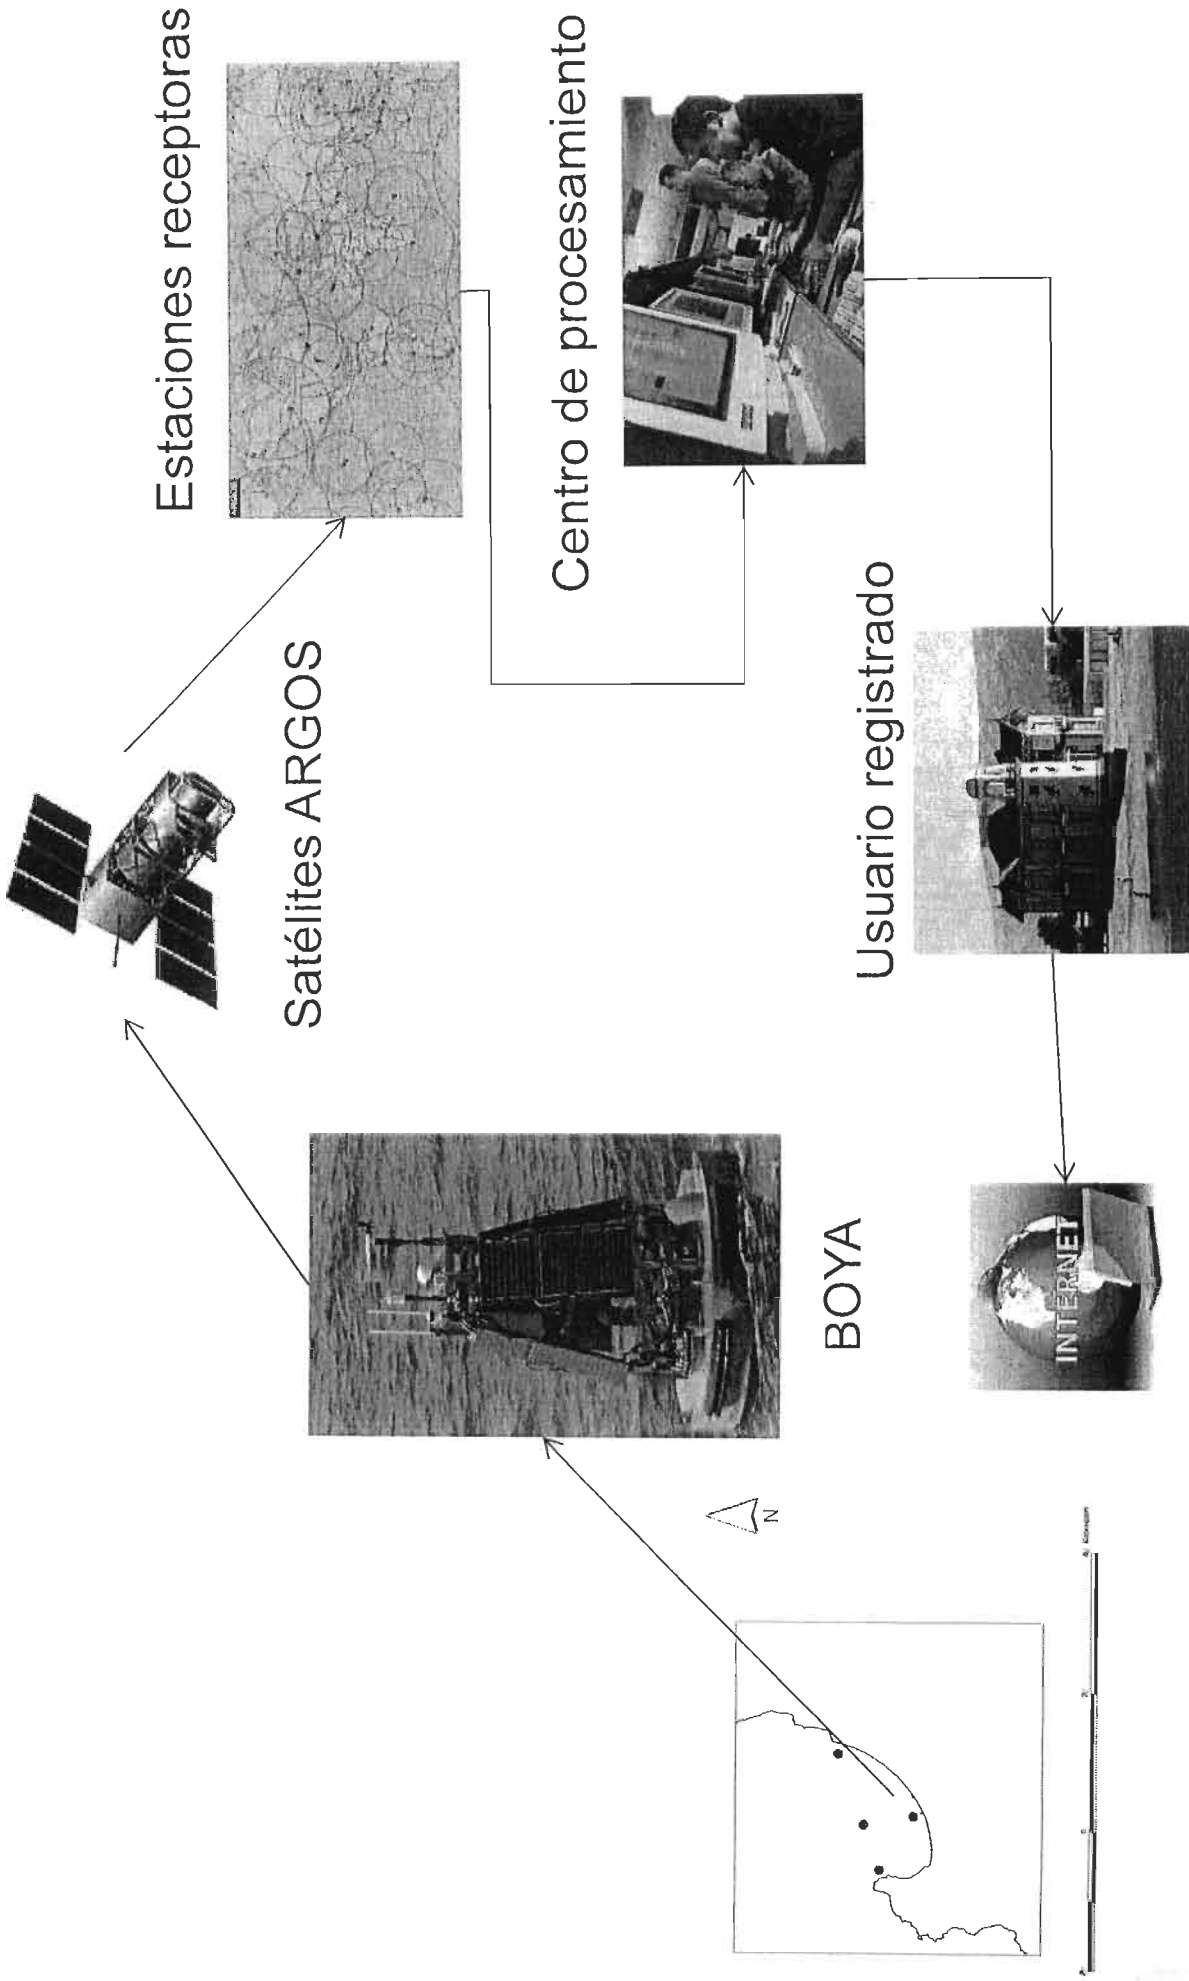 Estaciones receptoras
Satélites ARGOS
Centro de procesamiento
BOYA
Usuario registrado
INTERNET
N